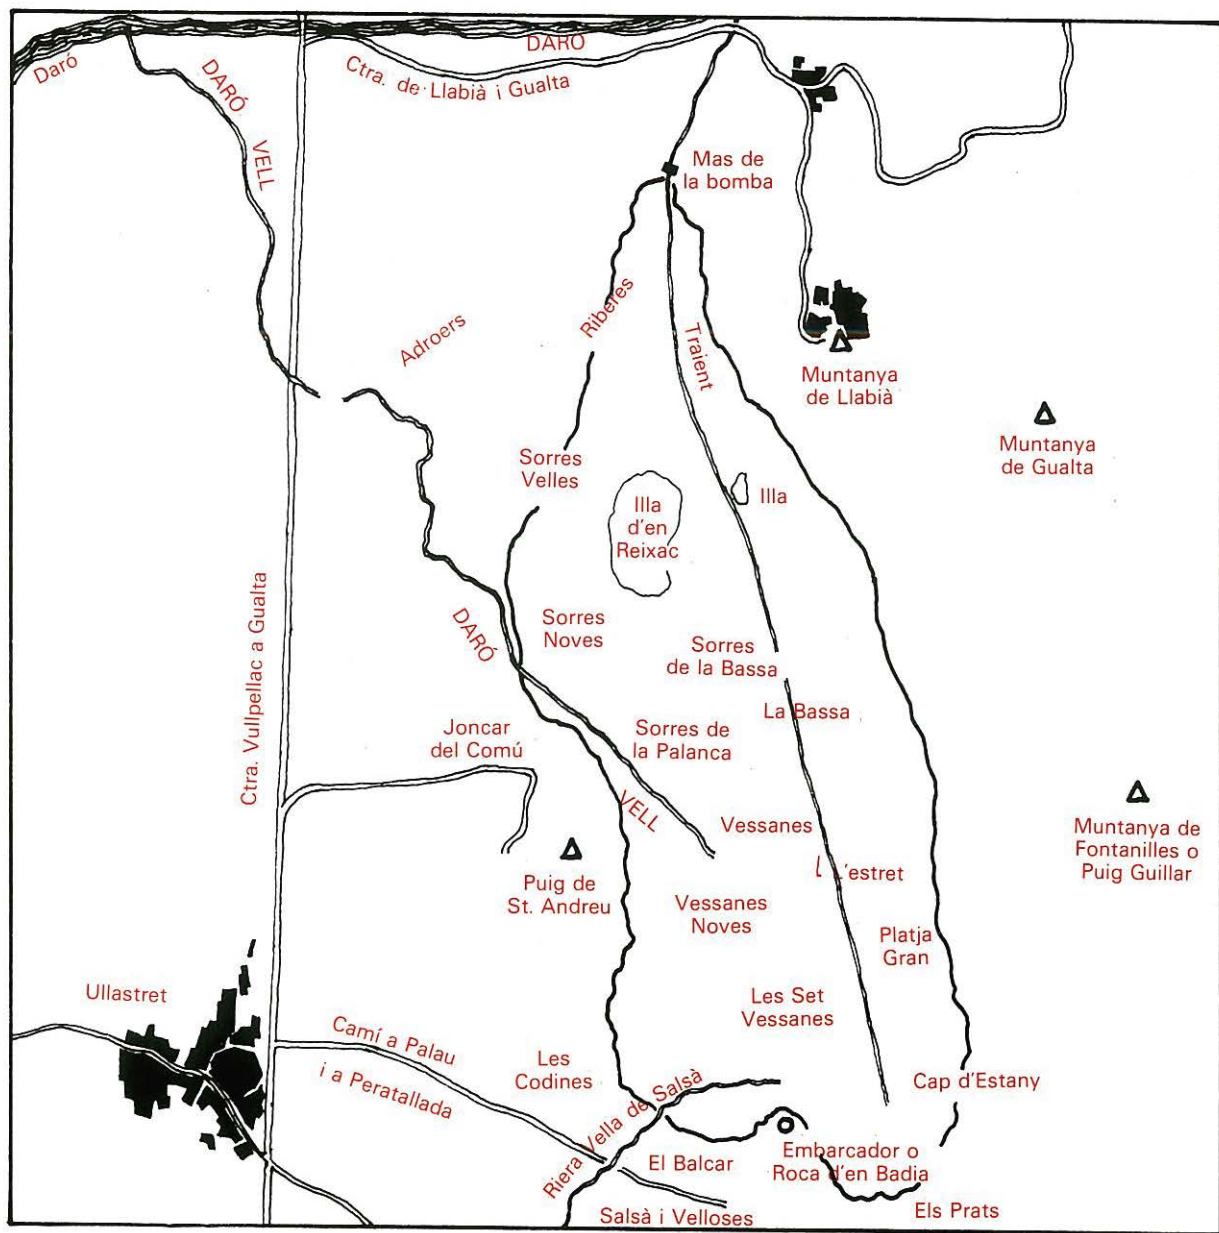 DARÓ
Daró
DARÓ
VELL
Ctra. de Llabià i Gualta
Mas de
la bomba
Riberes
Adroers
Traient
Muntanya
de Llabià
Muntanya
de Gualta
Sorres
Velles
Illa
d'en
Reixac
Illa
Ctra. Vullpellac a Gualta
DARÓ
VELL
Sorres
Noves
Sorres
de la Bassa
La Bassa
Joncar
del Comú
Sorres de
la Palanca
Vessanes
L'estret
Muntanya de
Fontanilles o
Puig Guillar
Puig de
St. Andreu
Vessanes
Noves
Platja
Gran
Ullastret
Les Set
Vessanes
Camí a Palau
i a Peratallada
Les
Codines
Cap d'Estany
Riera Vella de Salsà
El Balcar
Embarcador o
Roca d'en Badia
Els Prats
Salsà i Velloses